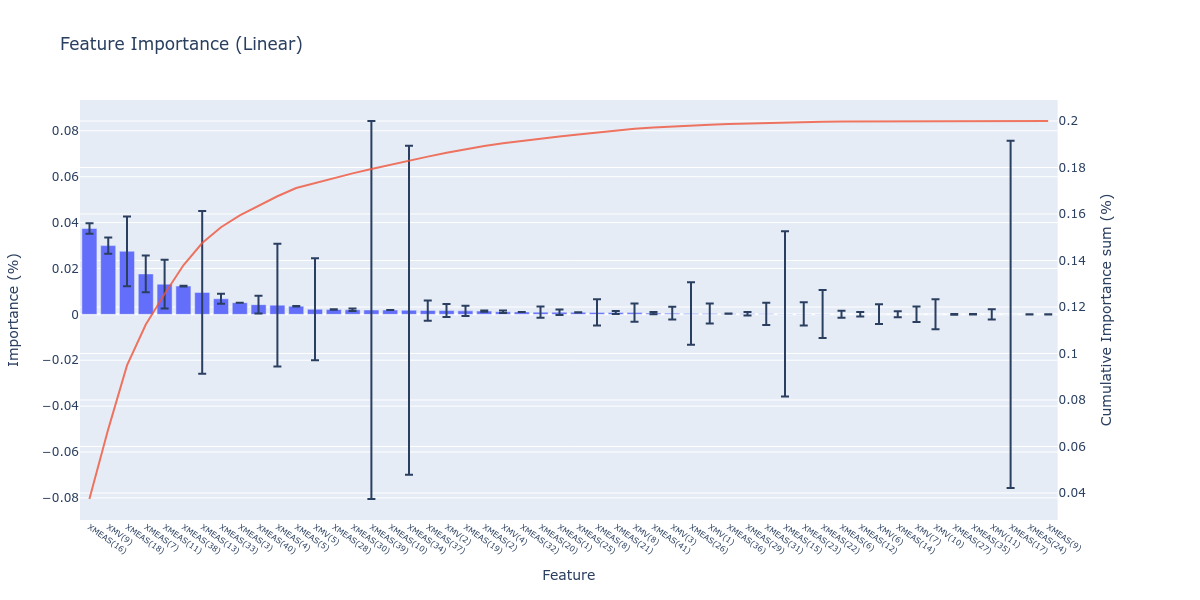 Feature Importance (Linear)
0.08
0.06
0.04
0.02
0
−0.02
−0.04
−0.06
−0.08
Importance (%)
0.2
0.18
0.16
0.14
0.12
0.1
0.08
0.06
0.04
Cumulative Importance sum (%)
XMEAS(16)
XMV(9)
XMEAS(18)
XMEAS(7)
XMEAS(11)
XMEAS(38)
XMEAS(13)
XMEAS(33)
XMEAS(3)
XMEAS(40)
XMEAS(4)
XMEAS(5)
XMV(5)
XMEAS(28)
XMEAS(30)
XMEAS(39)
XMEAS(10)
XMEAS(34)
XMEAS(37)
XMV(2)
XMEAS(19)
XMV(4)
XMEAS(2)
XMEAS(32)
XMEAS(20)
XMEAS(1)
XMEAS(25)
XMEAS(8)
XMEAS(21)
XMV(8)
XMEAS(41)
XMV(3)
XMEAS(26)
XMV(1)
XMEAS(36)
XMEAS(29)
XMEAS(31)
XMEAS(15)
XMEAS(23)
XMEAS(22)
XMEAS(6)
XMEAS(12)
XMV(6)
XMEAS(14)
XMV(7)
XMV(10)
XMEAS(27)
XMEAS(35)
XMV(11)
XMEAS(17)
XMEAS(24)
XMEAS(9)
Feature